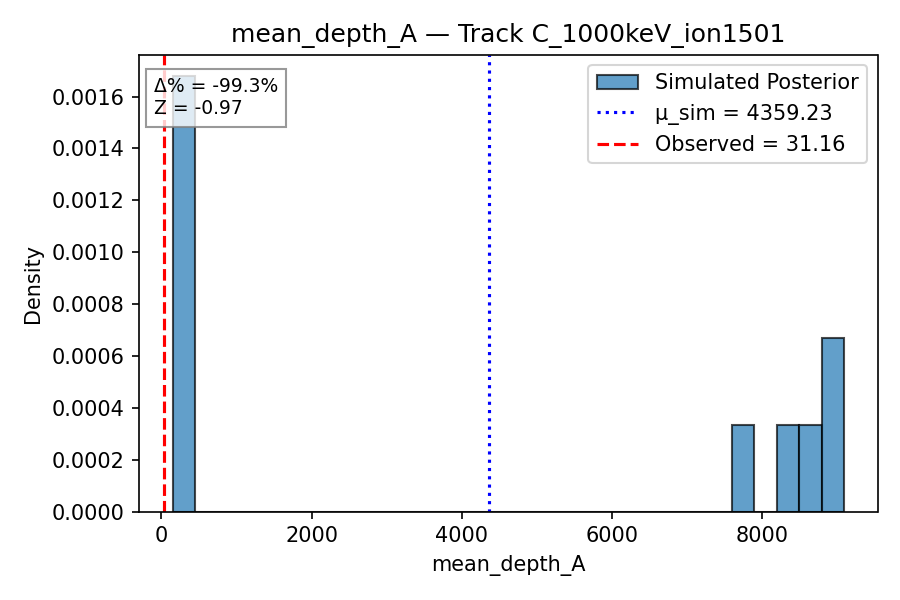 mean_depth_A — Track C_1000keV_ion1501
Δ% = -99.3%
Z = -0.97
Simulated Posterior
μ_sim = 4359.23
Observed = 31.16
Density
0.0016
0.0014
0.0012
0.0010
0.0008
0.0006
0.0004
0.0002
0.0000
0 2000 4000 6000 8000
mean_depth_A